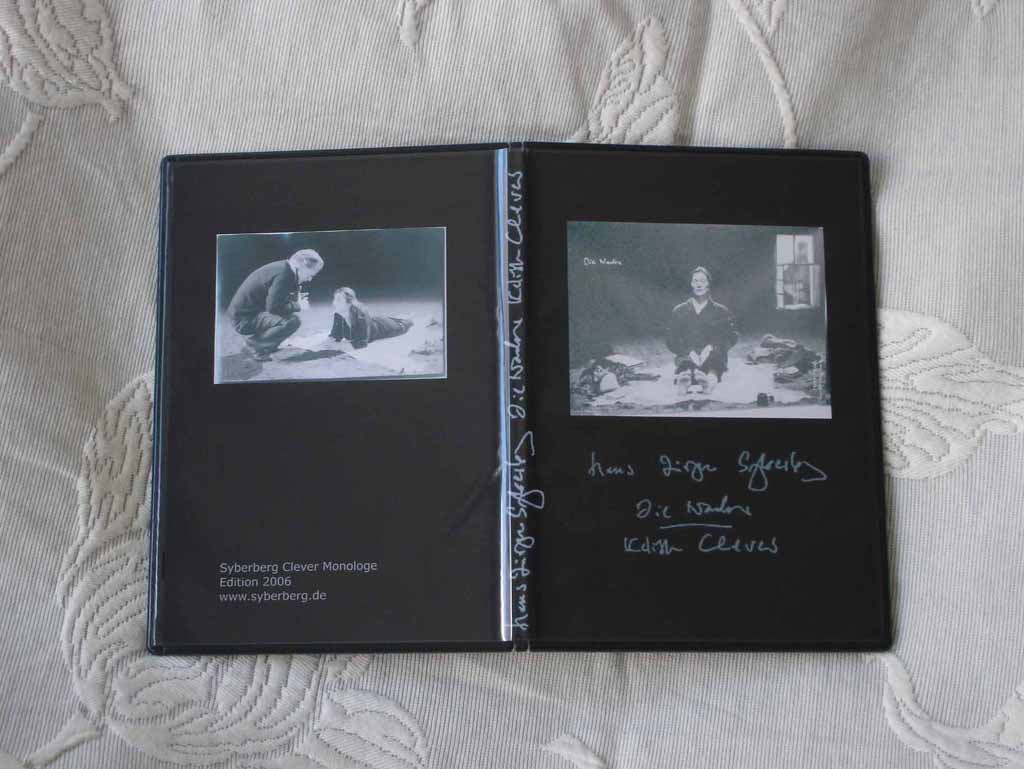 Syberberg Clever Monologe
Edition 2006
www.syberberg.de
Hans Jürgen Syberberg Die Nacht Edith Clever
Die Nacht
Hans Jürgen Syberberg
Die Nacht
Edith Clever